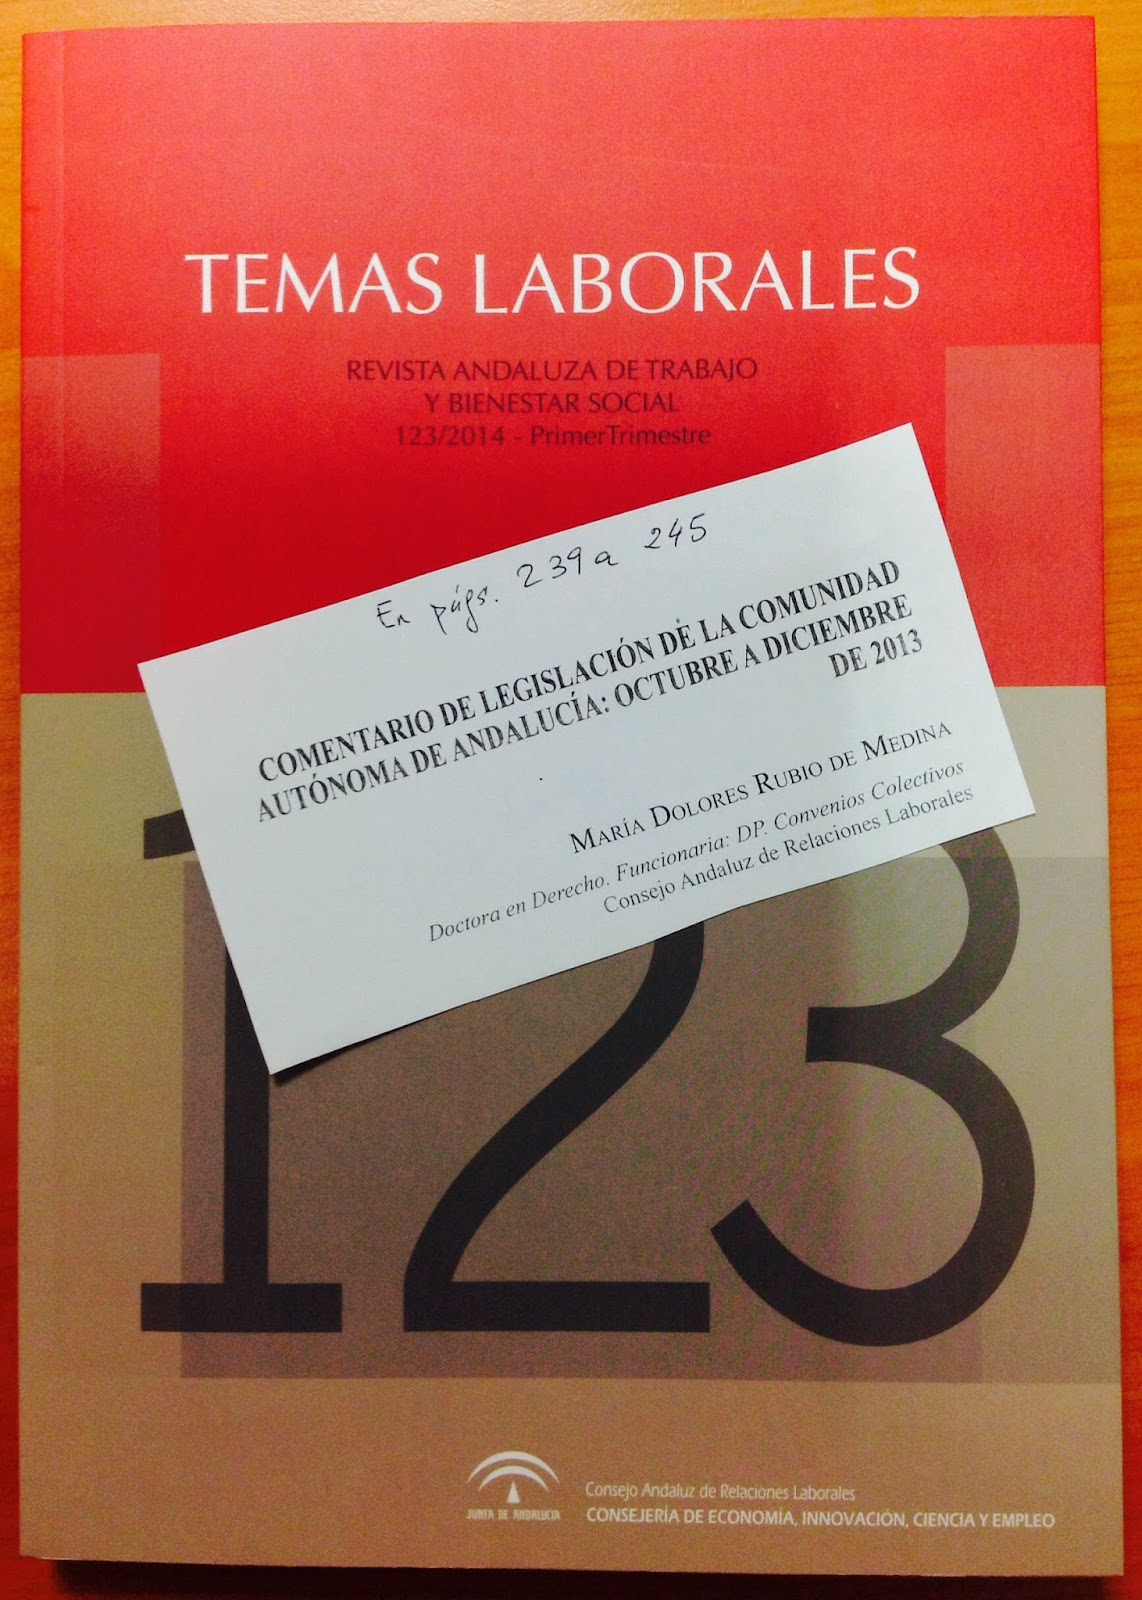 TEMAS LABORALES
REVISTA ANDALUZA DE TRABAJO
Y BIENESTAR SOCIAL
123/2014 - Primer Trimestre
En págs. 239 a 245
COMENTARIO DE LEGISLACIÓN DE LA COMUNIDAD
AUTÓNOMA DE ANDALUCÍA: OCTUBRE A DICIEMBRE
DE 2013
MARÍA DOLORES RUBIO DE MEDINA
Doctora en Derecho. Funcionaria: DP. Convenios Colectivos
Consejo Andaluz de Relaciones Laborales
123
JUNTA DE ANDALUCIA
Consejo Andaluz de Relaciones Laborales
CONSEJERÍA DE ECONOMÍA, INNOVACIÓN, CIENCIA Y EMPLEO